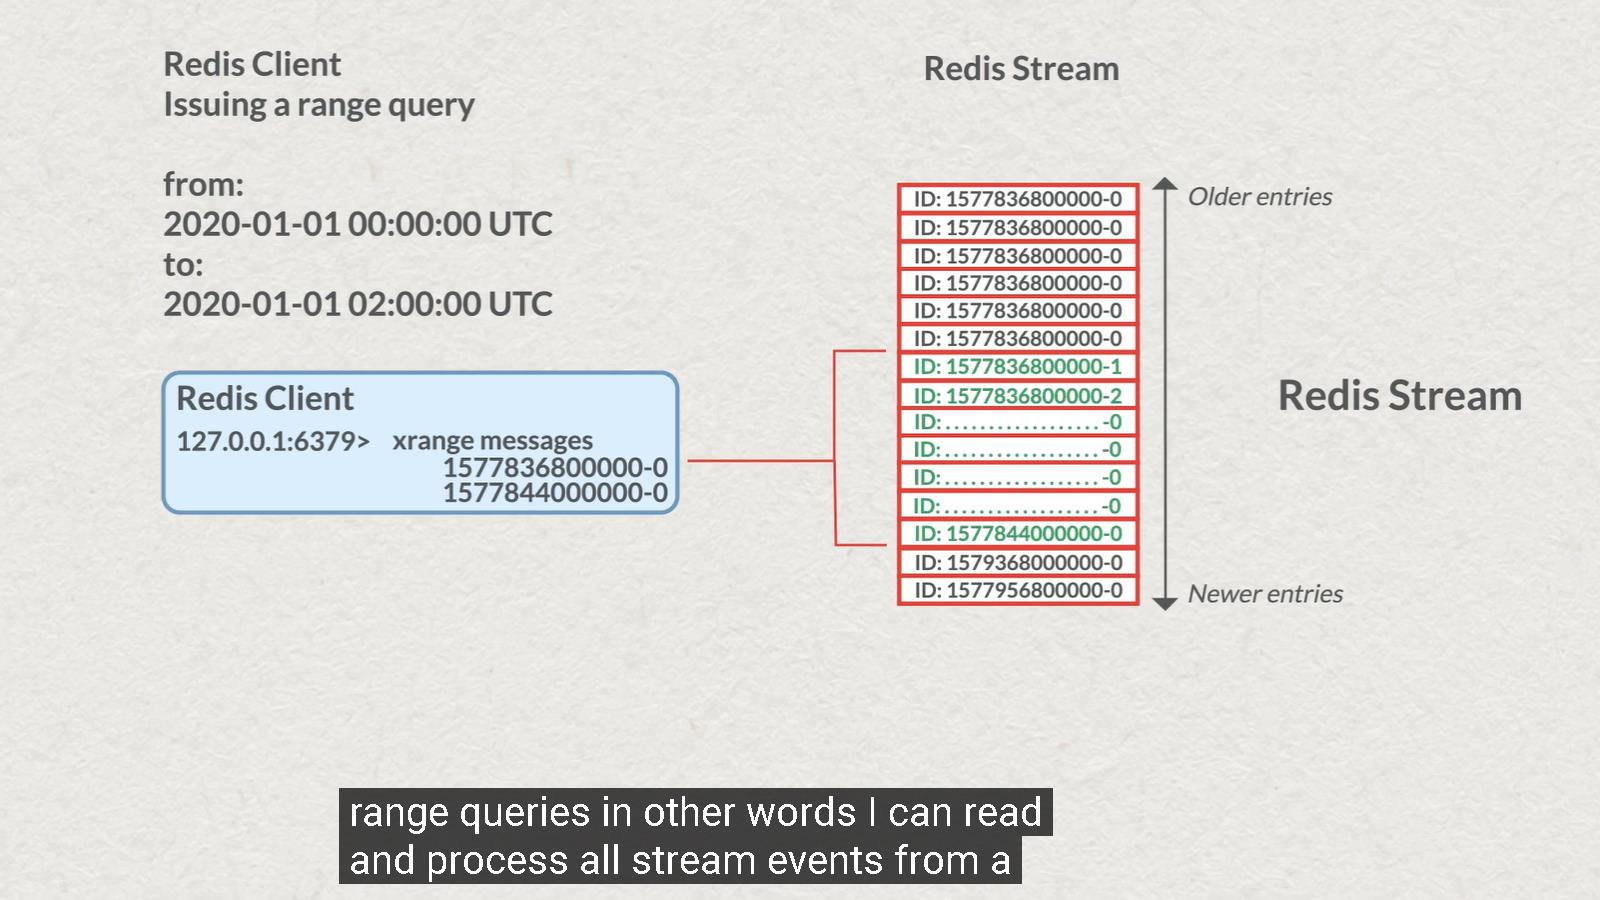 Redis Client
Issuing a range query
from:
2020-01-01 00:00:00 UTC
to:
2020-01-01 02:00:00 UTC
Redis Client
127.0.0.1:6379> xrange messages
1577836800000-0
1577844000000-0
Redis Stream
ID: 1577836800000-0
ID: 1577836800000-0
ID: 1577836800000-0
ID: 1577836800000-0
ID: 1577836800000-0
ID: 1577836800000-0
ID: 1577836800000-1
ID: 1577836800000-2
ID: ..................-0
ID: ..................-0
ID: ..................-0
ID: ..................-0
ID: 1577844000000-0
ID: 1579368000000-0
ID: 1577956800000-0
Older entries
Newer entries
Redis Stream
range queries in other words I can read
and process all stream events from a